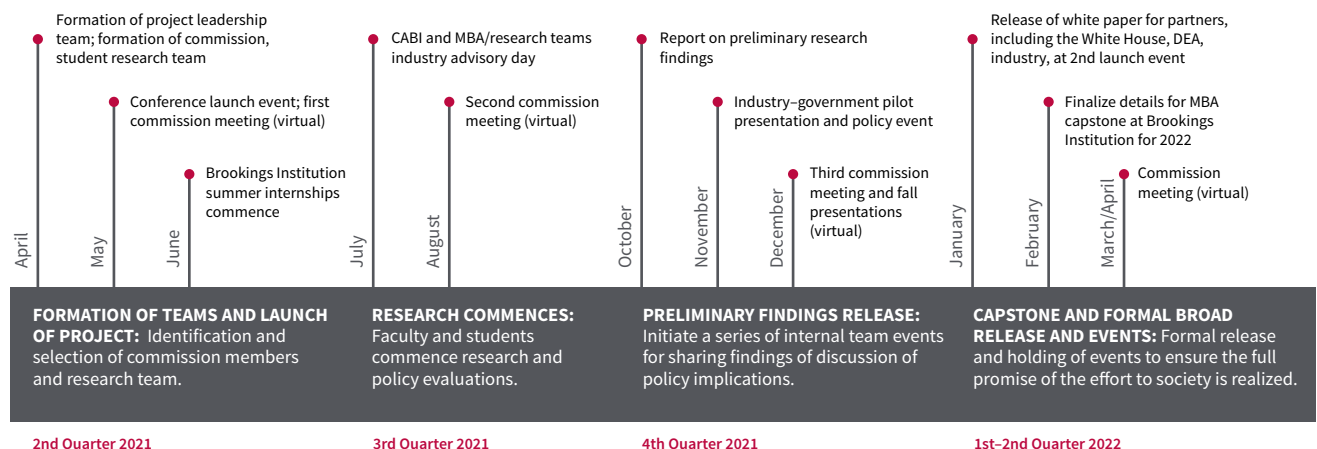 Formation of project leadership
team; formation of commission,
student research team
April
Conference launch event; first
commission meeting (virtual)
May
Brookings Institution
summer internships
commence
June
CABI and MBA/research teams
industry advisory day
July
Second commission
meeting (virtual)
August
Report on preliminary research
findings
October
Industry–government pilot
presentation and policy event
November
Third commission
meeting and fall
presentations
(virtual)
December
Release of white paper for partners,
including the White House, DEA,
industry, at 2nd launch event
January
Finalize details for MBA
capstone at Brookings
Institution for 2022
February
Commission
meeting (virtual)
March/April
FORMATION OF TEAMS AND LAUNCH
OF PROJECT: Identification and
selection of commission members
and research team.
RESEARCH COMMENCES:
Faculty and students
commence research and
policy evaluations.
PRELIMINARY FINDINGS RELEASE:
Initiate a series of internal team events
for sharing findings of discussion of
policy implications.
CAPSTONE AND FORMAL BROAD
RELEASE AND EVENTS: Formal release
and holding of events to ensure the full
promise of the effort to society is realized.
2nd Ouarter 2021
3rd Ouarter 2021
4th Ouarter 2021
1st–2nd Ouarter 2022